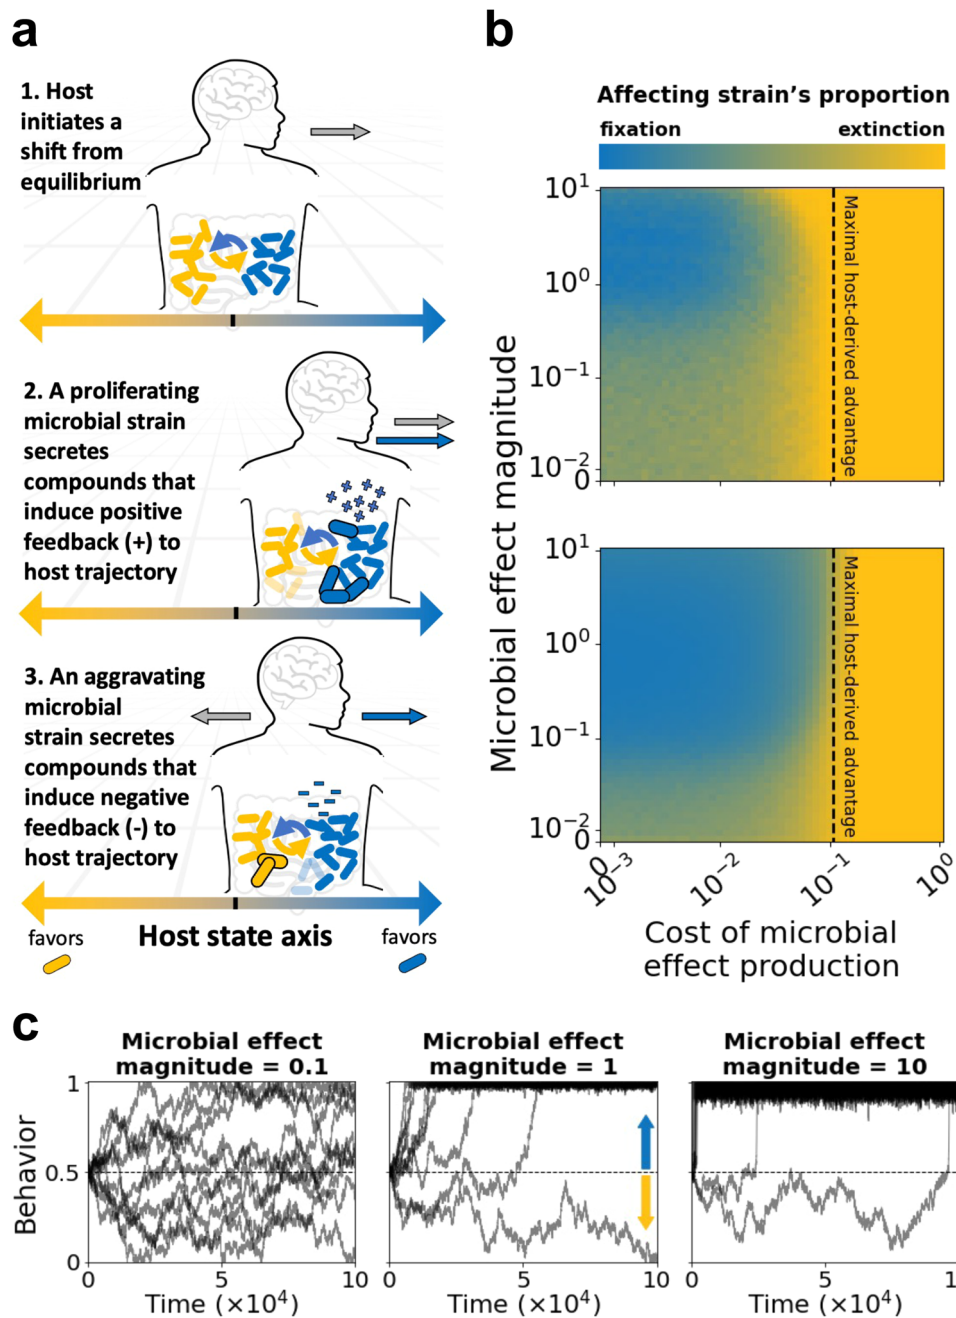 a
1. Host
initiates a
shift from
equilibrium
2. A proliferating
microbial strain
secretes
compounds that
induce positive
feedback (+) to
host trajectory
3. An aggravating
microbial
strain secretes
compounds that
induce negative
feedback (-) to
host trajectory
favors
Host state axis
favors
b
Affecting strain's proportion
fixation extinction
Microbial effect magnitude
10¹
10⁰
10⁻¹
10⁻²
0
Maximal host-derived advantage
10¹
10⁰
10⁻¹
10⁻²
0
Maximal host-derived advantage
0
10⁻³
10⁻²
10⁻¹
10⁰
Cost of microbial
effect production
c
Microbial effect
magnitude = 0.1
Behavior
1
0.5
0
0 5 10
Time (×10⁴)
Microbial effect
magnitude = 1
0 5 10
Time (×10⁴)
Microbial effect
magnitude = 10
0 5
Time (×10⁴)